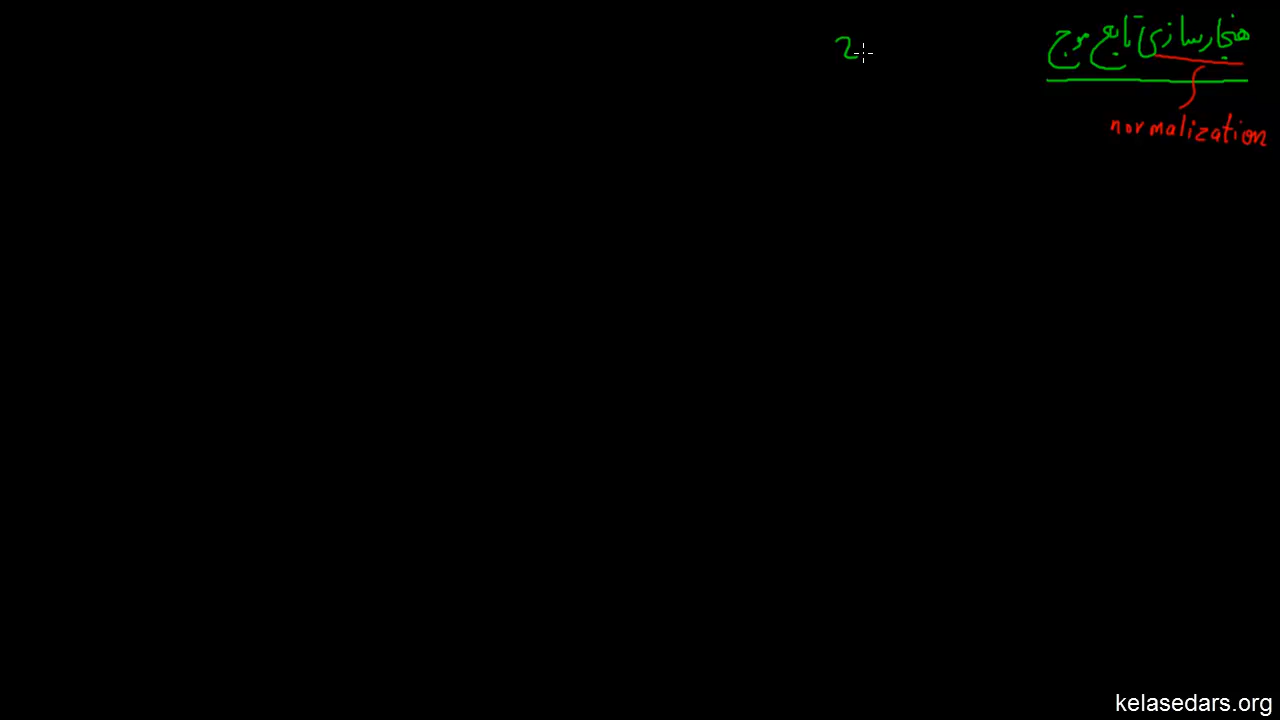 هنجارسازی تابع موج
normalization
2
kelasedars.org